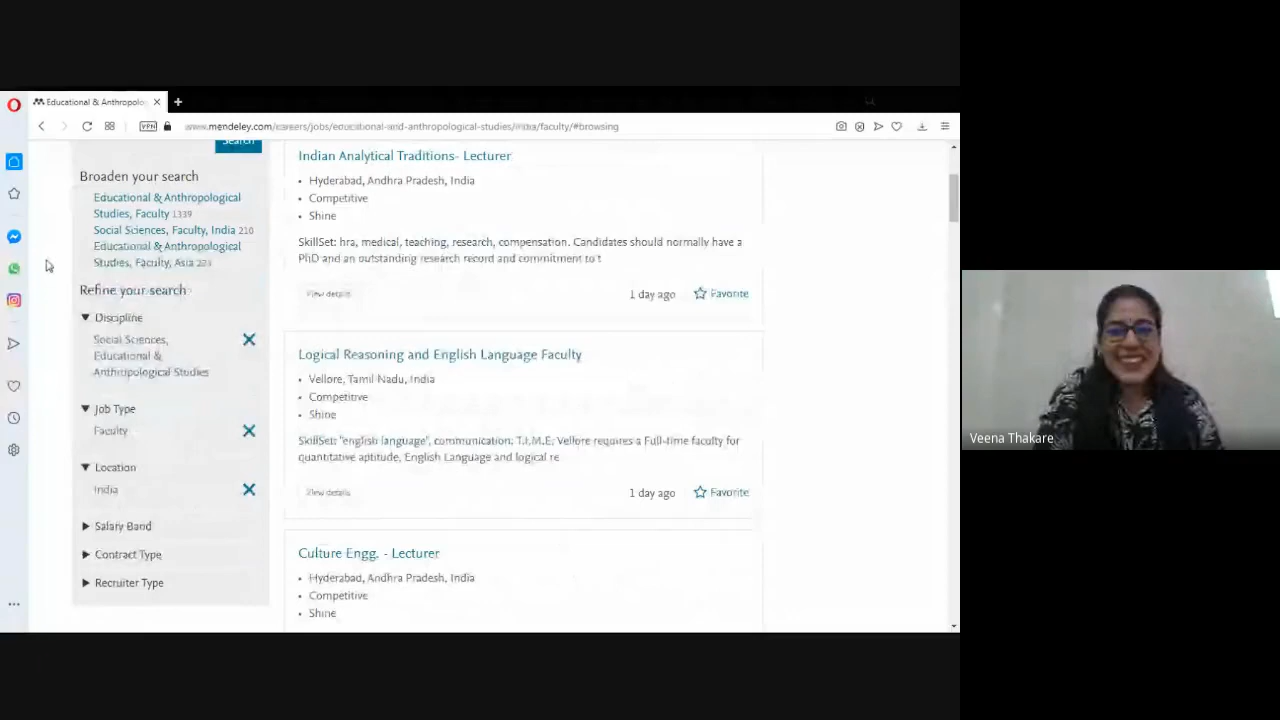 Educational & Anthropolo
VPN
www.mendeley.com/careers/jobs/educational-and-anthropological-studies/india/faculty/#browsing
Search
Broaden your search
Educational & Anthropological
Studies, Faculty 1339
Social Sciences, Faculty, India 210
Educational & Anthropological
Studies, Faculty, Asia
Refine your search
Discipline
Social Sciences,
Educational &
Anthropological Studies
Job Type
Faculty
Location
India
Salary Band
Contract Type
Recruiter Type
Indian Analytical Traditions- Lecturer
• Hyderabad, Andhra Pradesh, India
• Competitive
• Shine
SkillSet: hra, medical, teaching, research, compensation. Candidates should normally have a
PhD and an outstanding research record and commitment to t
View details
1 day ago
Favorite
Logical Reasoning and English Language Faculty
• Vellore, Tamil Nadu, India
• Competitive
• Shine
SkillSet: "english language", communication: T.I.M.E. Vellore requires a Full-time faculty for
quantitative aptitude, English Language and logical re
View details
1 day ago
Favorite
Culture Engg. - Lecturer
• Hyderabad, Andhra Pradesh, India
• Competitive
• Shine
Veena Thakare